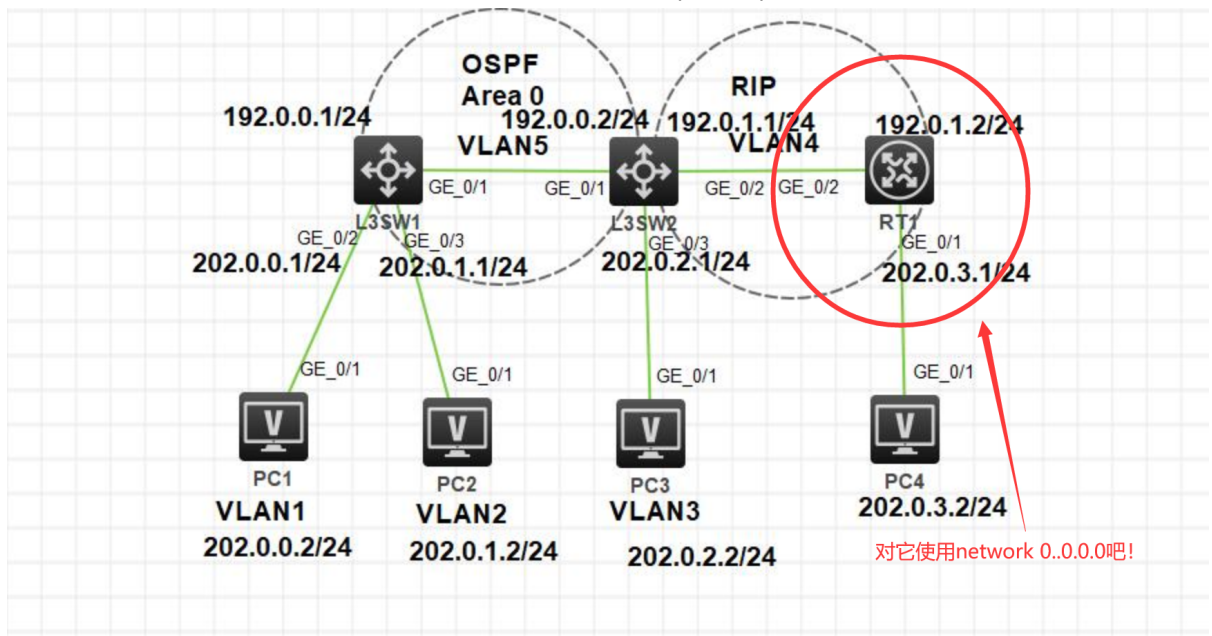 OSPF
Area 0
RIP
192.0.0.1/24
192.0.0.2/24
192.0.1.1/24
192.0.1.2/24
VLAN5
VLAN4
GE_0/1
GE_0/1
GE_0/2
GE_0/2
L3SW1
L3SW2
RT1
GE_0/2
GE_0/3
GE_0/3
GE_0/1
202.0.0.1/24
202.0.1.1/24
202.0.2.1/24
202.0.3.1/24
GE_0/1
GE_0/1
GE_0/1
GE_0/1
PC1
PC2
PC3
PC4
VLAN1
VLAN2
VLAN3
202.0.3.2/24
202.0.0.2/24
202.0.1.2/24
202.0.2.2/24
对它使用network 0..0.0.0吧!